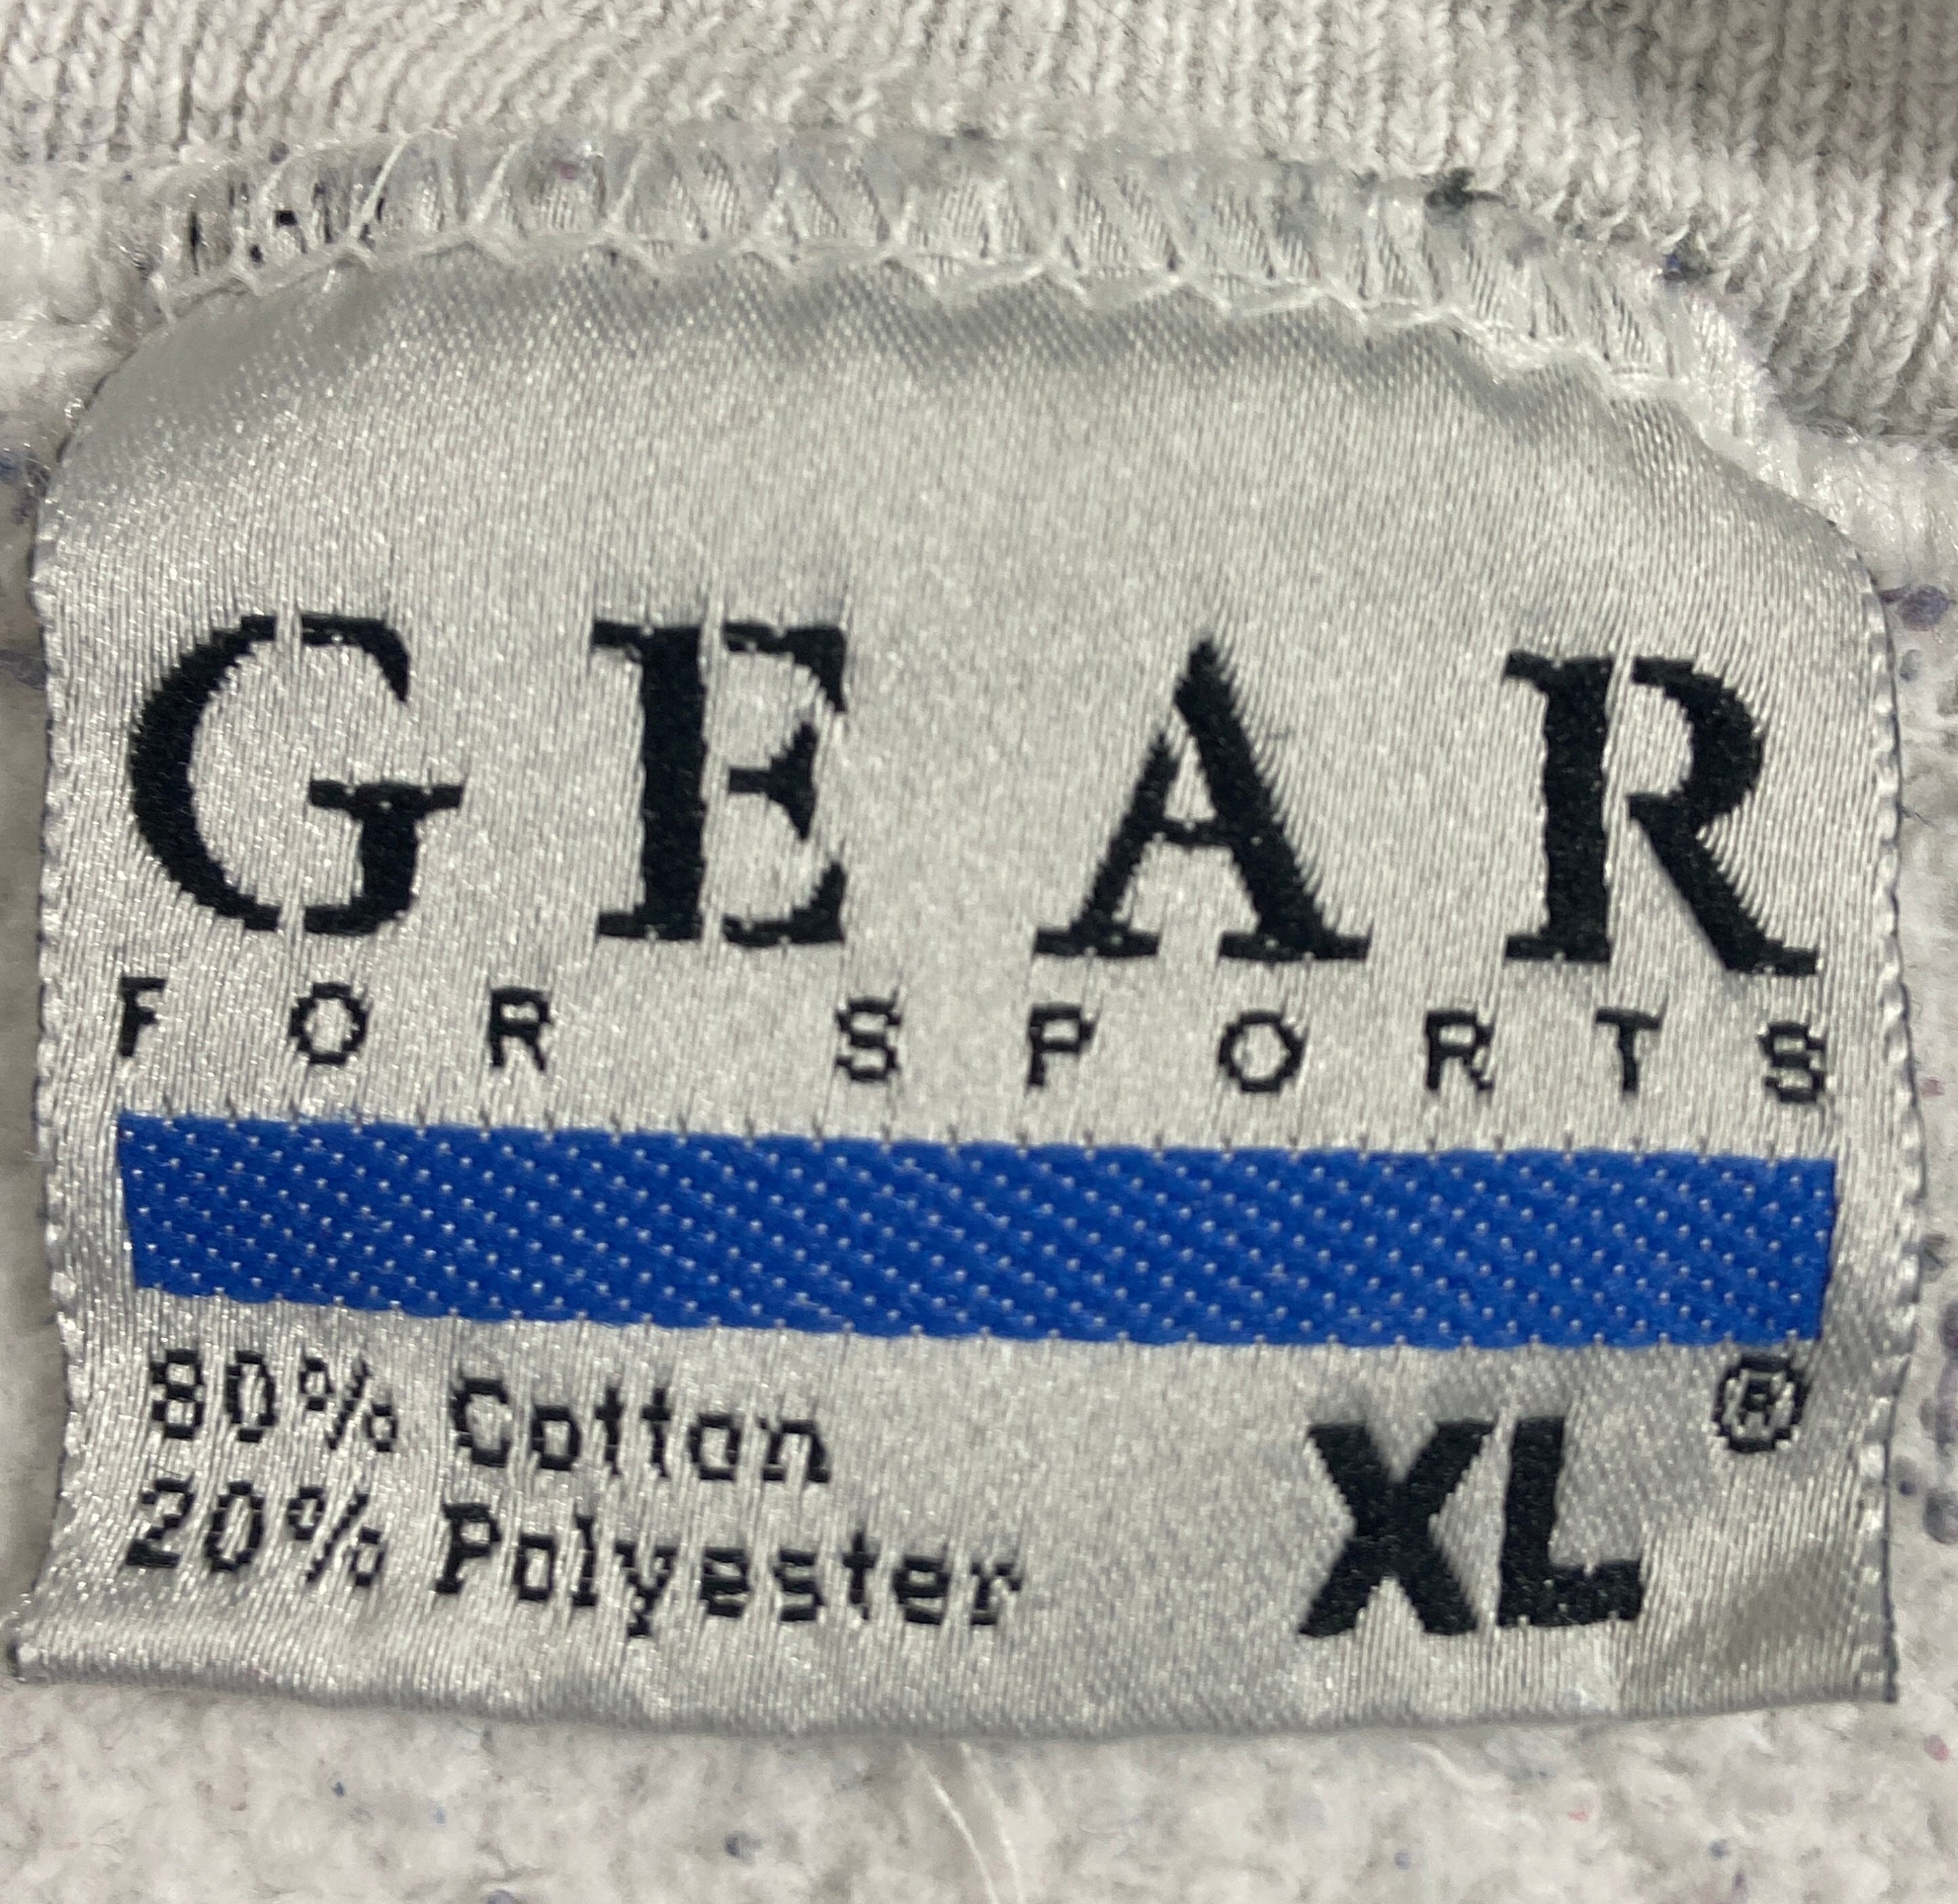 GEAR
FOR SPORTS
®
80% Cotton
XL
20% Polyester